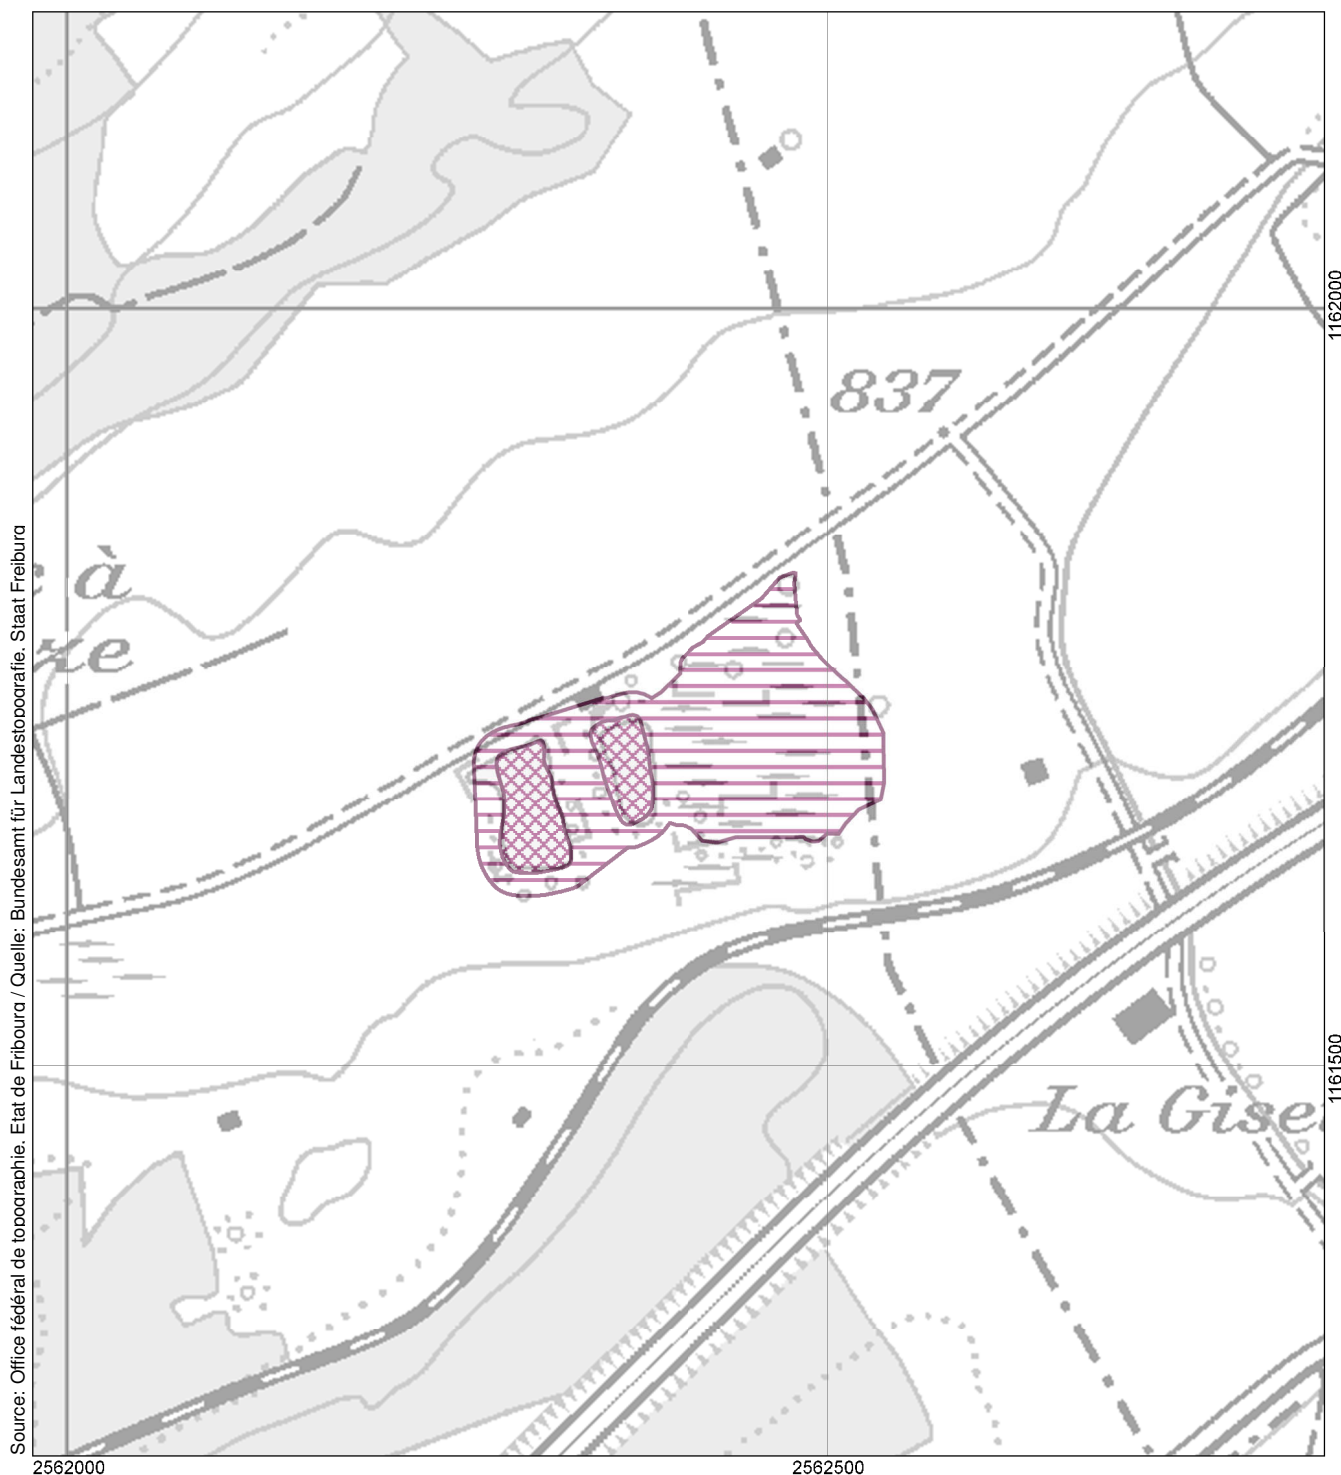 1162000
837
à
1161500
La Gise
Source: Office fédéral de topographie, Etat de Fribourg / Quelle: Bundesamt für Landestopografie, Staat Freiburg
2562000
2562500